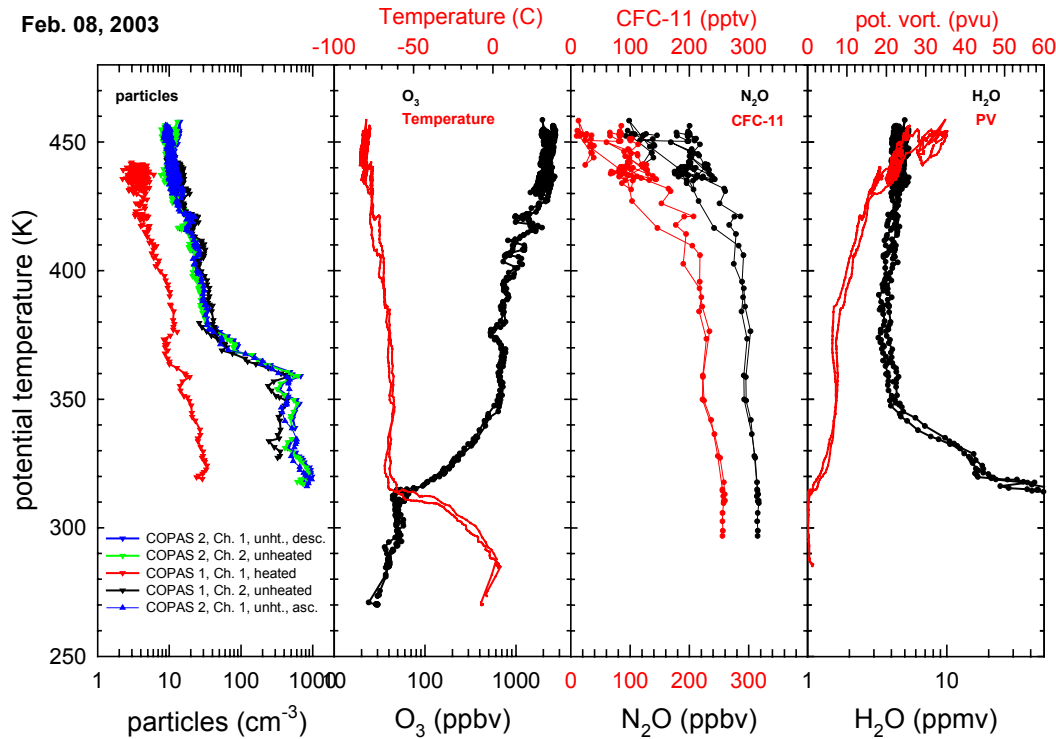 Feb. 08, 2003
Temperature (C)
CFC-11 (pptv)
pot. vort. (pvu)
-100 -50 0
0 100 200 300
0 10 20 30 40 50 60
particles
O3
Temperature
N2O
CFC-11
H2O
PV
potential temperature (K)
450
400
350
300
250
COPAS 2, Ch. 1, unht., desc.
COPAS 2, Ch. 2, unheated
COPAS 1, Ch. 1, heated
COPAS 1, Ch. 2, unheated
COPAS 2, Ch. 1, unht., asc.
1 10 100 1000
10 100 1000
0 100 200 300
1 10
particles (cm-3)
O3 (ppbv)
N2O (ppbv)
H2O (ppmv)